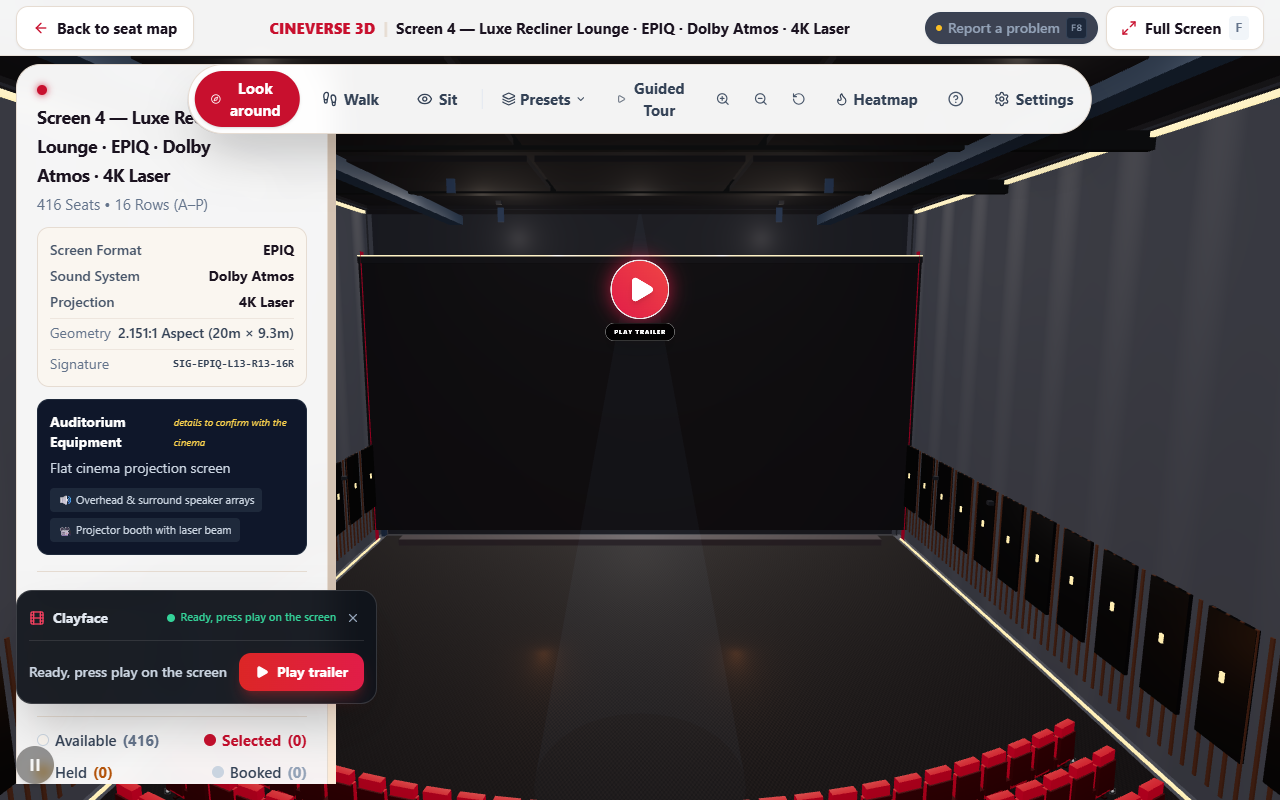 Back to seat map
CINEVERSE 3D | Screen 4 — Luxe Recliner Lounge · EPIQ · Dolby Atmos · 4K Laser
Report a problem F8
Full Screen F
Look around
Walk
Sit
Presets
Guided Tour
Heatmap
Settings
Screen 4 — Luxe Re
Lounge · EPIQ · Dolby
Atmos · 4K Laser
416 Seats • 16 Rows (A–P)
Screen Format EPIQ
Sound System Dolby Atmos
Projection 4K Laser
Geometry 2.151:1 Aspect (20m × 9.3m)
Signature SIG-EPIQ-L13-R13-16R
Auditorium Equipment
details to confirm with the cinema
Flat cinema projection screen
Overhead & surround speaker arrays
Projector booth with laser beam
PLAY TRAILER
Clayface
Ready, press play on the screen
Ready, press play on the screen
Play trailer
Available (416)
Selected (0)
Held (0)
Booked (0)